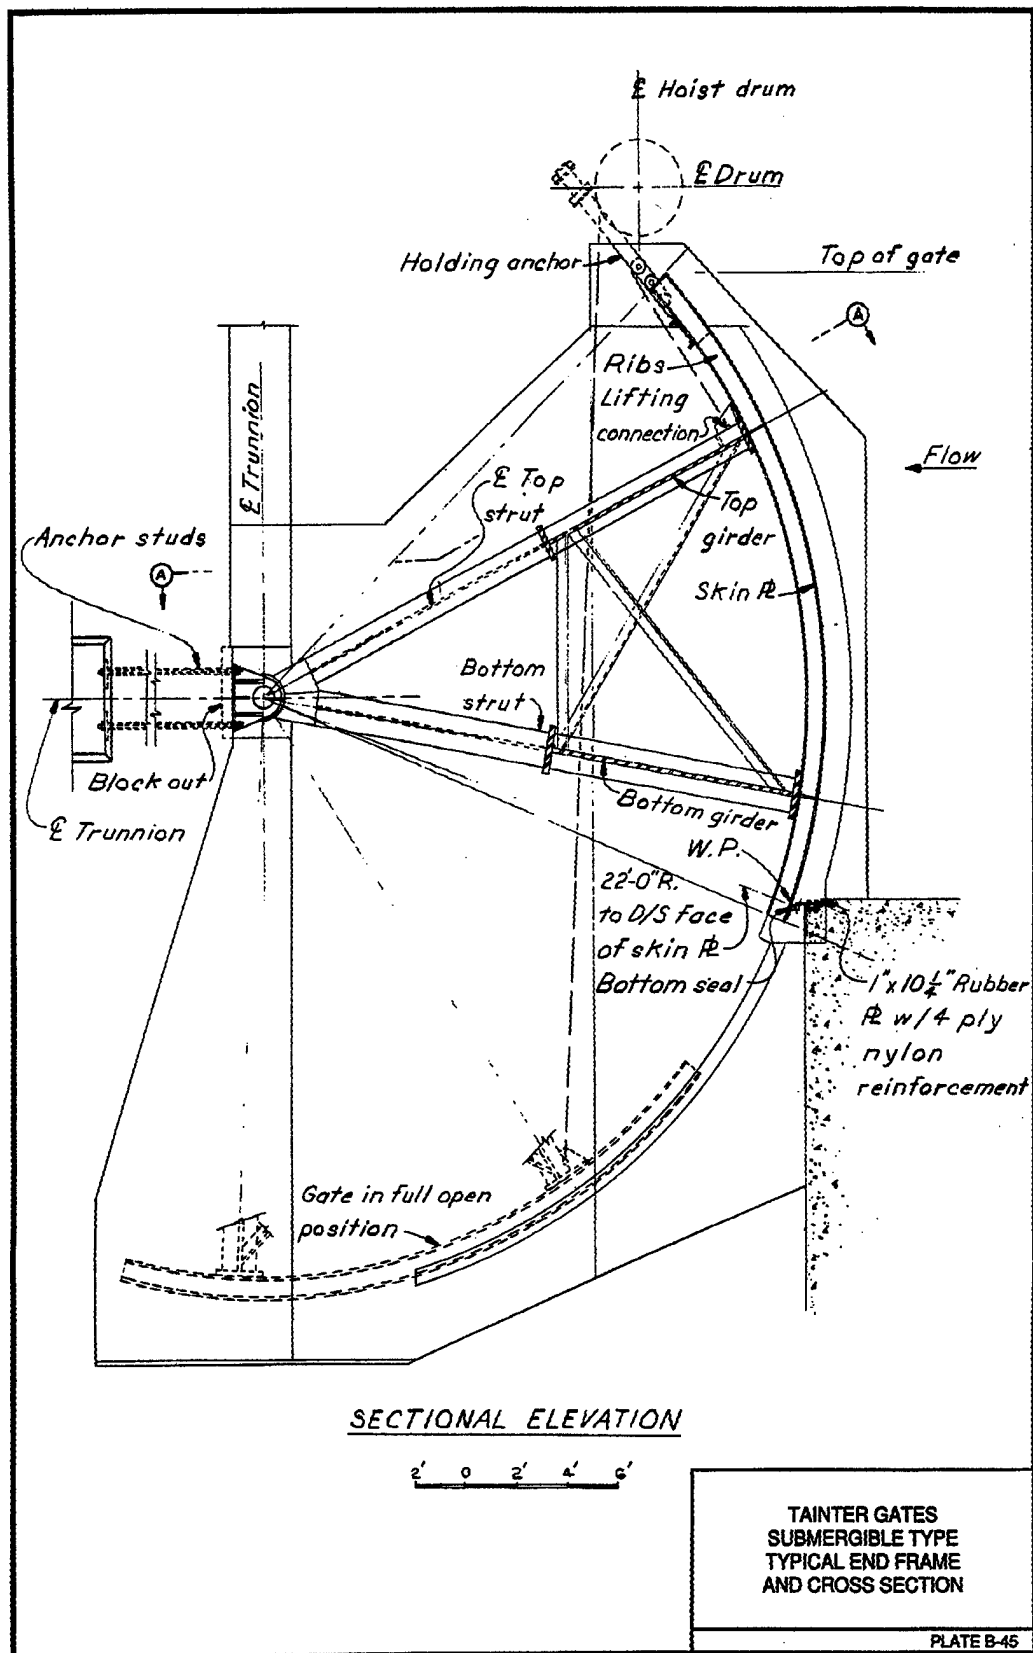 ℄ Hoist drum
℄ Drum
Holding anchor
Top of gate
A
Ribs
Lifting
connection
Flow
℄ Trunnion
℄ Top
strut
Top
girder
Anchor studs
A
Skin ⅊
Bottom
strut
Block out
Bottom girder
℄ Trunnion
W.P.
22'-0"R.
to D/S face
of skin ⅊
Bottom seal
1"x10¼" Rubber
⅊ w/4 ply
nylon
reinforcement
Gate in full open
position
SECTIONAL ELEVATION
2' 0 2' 4' 6'
TAINTER GATES
SUBMERGIBLE TYPE
TYPICAL END FRAME
AND CROSS SECTION
PLATE B-45